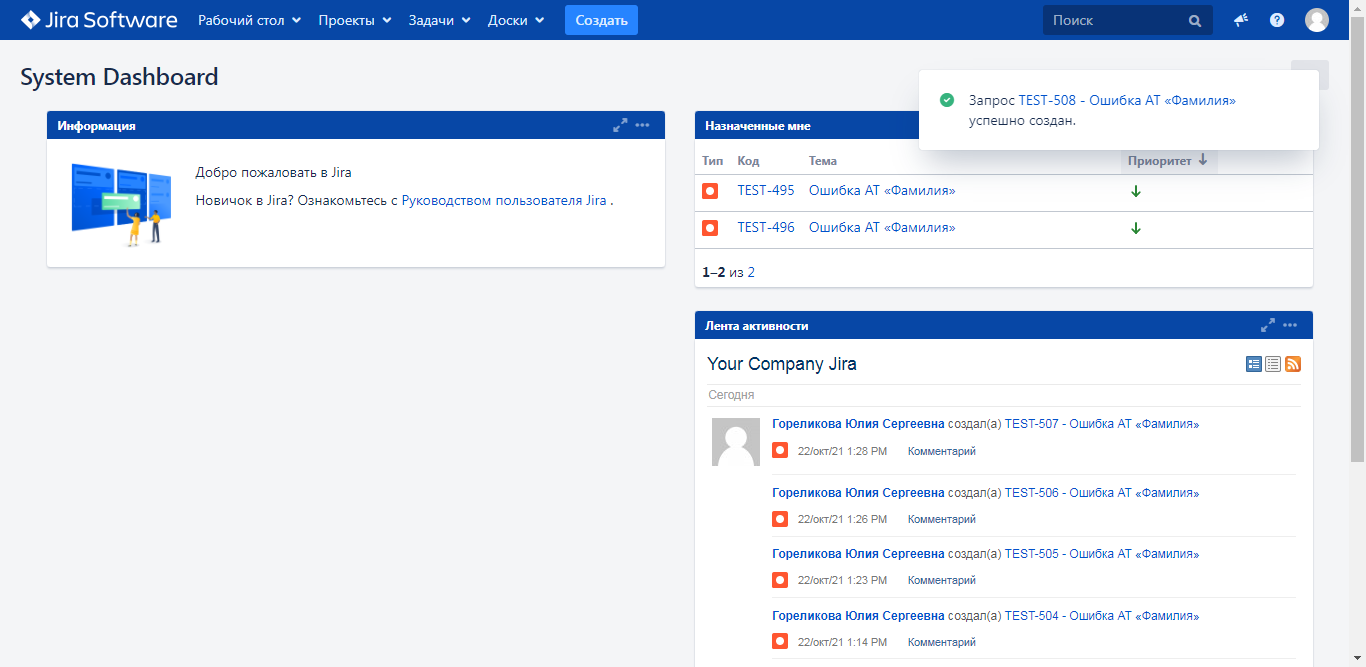 Jira Software Рабочий стол Проекты Задачи Доски Создать Поиск
System Dashboard
Запрос TEST-508 - Ошибка АТ «Фамилия»
успешно создан.
Информация
Добро пожаловать в Jira
Новичок в Jira? Ознакомьтесь с Руководством пользователя Jira .
Назначенные мне
Тип Код Тема Приоритет
TEST-495 Ошибка АТ «Фамилия»
TEST-496 Ошибка АТ «Фамилия»
1–2 из 2
Лента активности
Your Company Jira
Сегодня
Гореликова Юлия Сергеевна создал(а) TEST-507 - Ошибка АТ «Фамилия»
22/окт/21 1:28 PM Комментарий
Гореликова Юлия Сергеевна создал(а) TEST-506 - Ошибка АТ «Фамилия»
22/окт/21 1:26 PM Комментарий
Гореликова Юлия Сергеевна создал(а) TEST-505 - Ошибка АТ «Фамилия»
22/окт/21 1:23 PM Комментарий
Гореликова Юлия Сергеевна создал(а) TEST-504 - Ошибка АТ «Фамилия»
22/окт/21 1:14 PM Комментарий